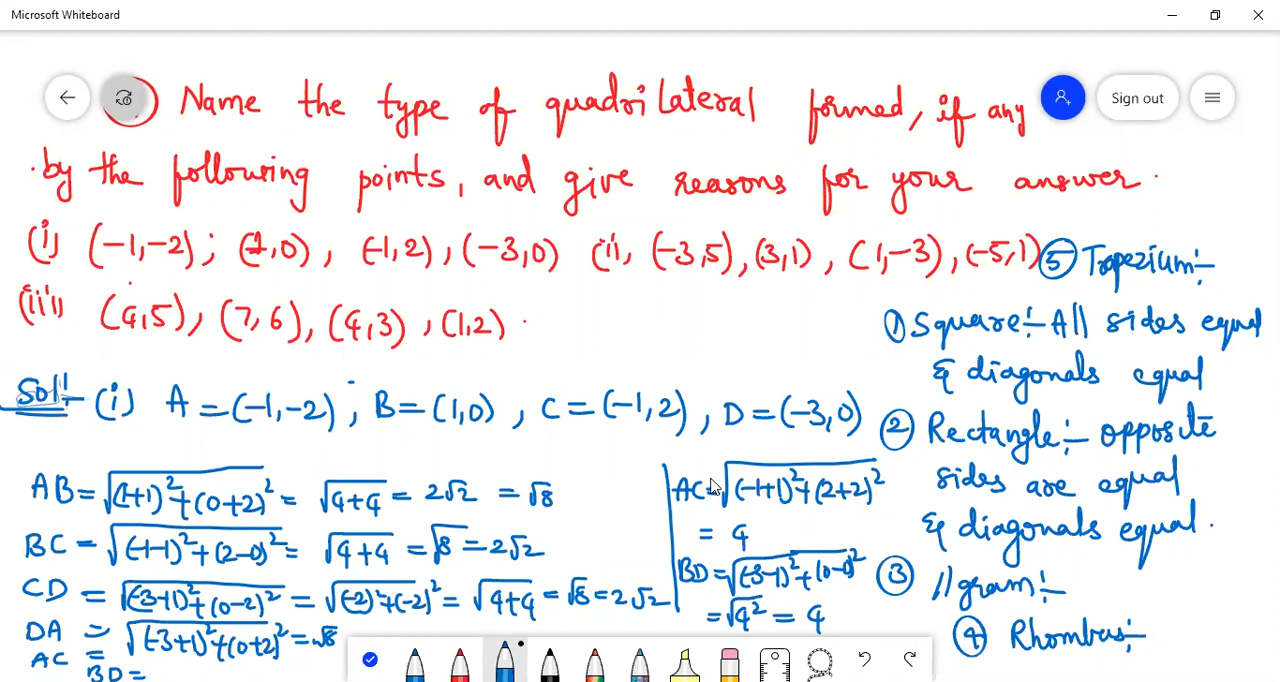 Microsoft Whiteboard
Sign out
Name the type of quadrilateral formed, if any
by the following points, and give reasons for your answer.
(i) (-1,-2); (1,0), (-1,2), (-3,0) (ii) (-3,5), (3,1), (1,-3), (-5,1)
(iii) (4,5), (7,6), (4,3), (1,2).
Sol:- (i) A = (-1,-2); B = (1,0), C = (-1,2), D = (-3,0)
AB = √(1+1)²+(0+2)² = √4+4 = 2√2 = √8
BC = √(-1-1)²+(2-0)² = √4+4 = √8 = 2√2
CD = √(-3+1)²+(0-2)² = √(-2)²+(-2)² = √4+4 = √8 = 2√2
DA = √(-3+1)²+(0+2)² = √8
AC =
BD =
AC = √(-1+1)²+(2+2)²
= 4
BD = √(-3-1)²+(0-0)²
= √4² = 4
⑤ Trapezium:-
① Square:- All sides equal
& diagonals equal
② Rectangle:- opposite
sides are equal
& diagonals equal.
③ //gram:-
④ Rhombus:-